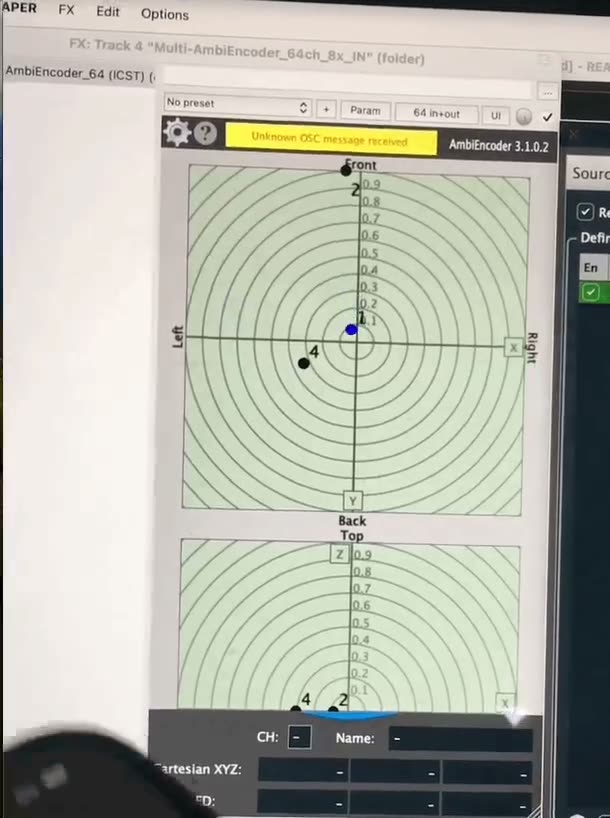 APER FX Edit Options
FX: Track 4 "Multi-AmbiEncoder_64ch_8x_IN" (folder)
d] - REA
AmbiEncoder_64 (ICST) (
...
No preset + Param 64 in+out UI
Unknown OSC message received AmbiEncoder 3.1.0.2
Front
Sourc
2 0.9
0.8
Re
0.7
0.6
Defin
0.5
En
0.4
0.3
0.2
1 0.1
Left X Right
4
Y
Back
Top
Z 0.9
0.8
0.7
0.6
0.5
0.4
0.3
0.2
0.1
4 2 X
CH: - Name: -
artesian XYZ: - - -
ED: - - -